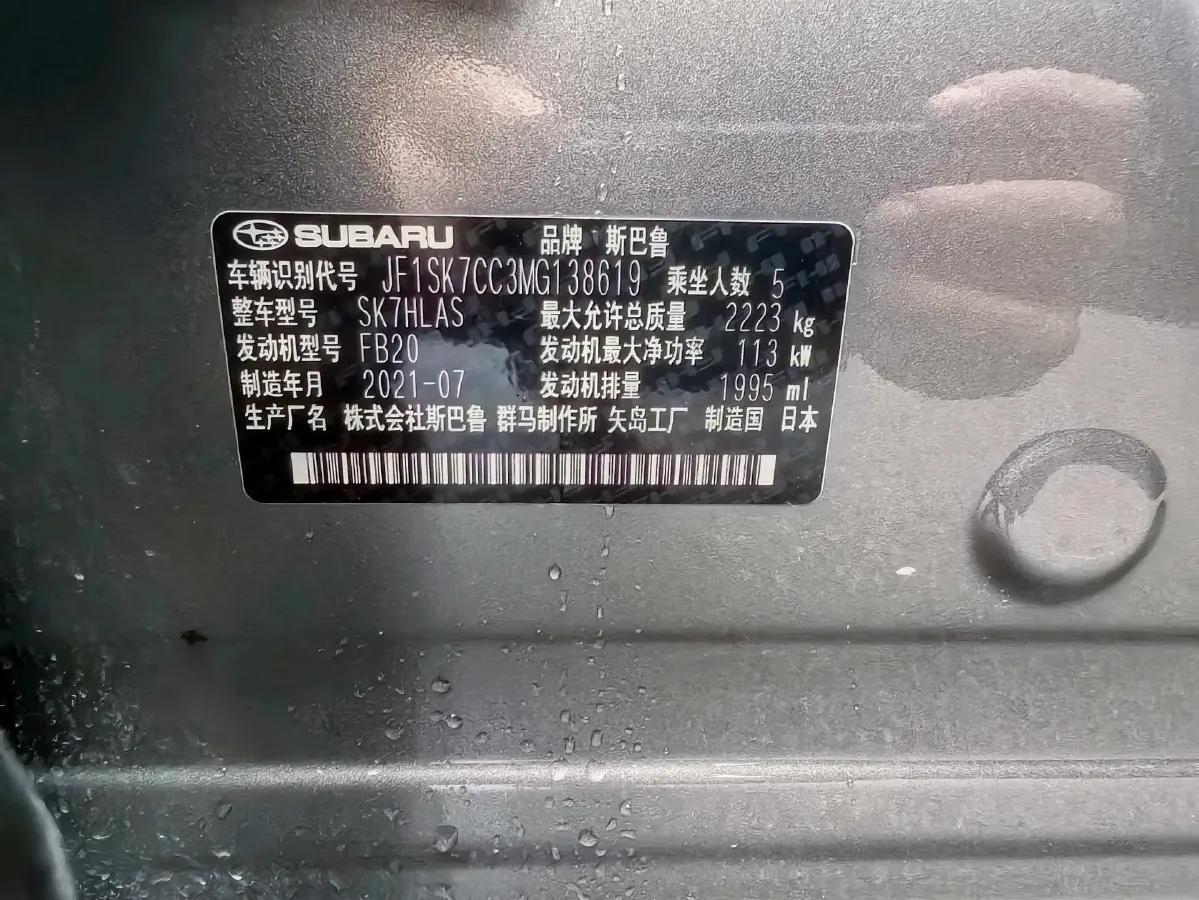 SUBARU 品牌 斯巴鲁
车辆识别代号 JF1SK7CC3MG138619 乘坐人数 5
整车型号 SK7HLAS 最大允许总质量 2223 kg
发动机型号 FB20 发动机最大净功率 113 kW
制造年月 2021-07 发动机排量 1995 ml
生产厂名 株式会社斯巴鲁 群马制作所 矢岛工厂 制造国 日本